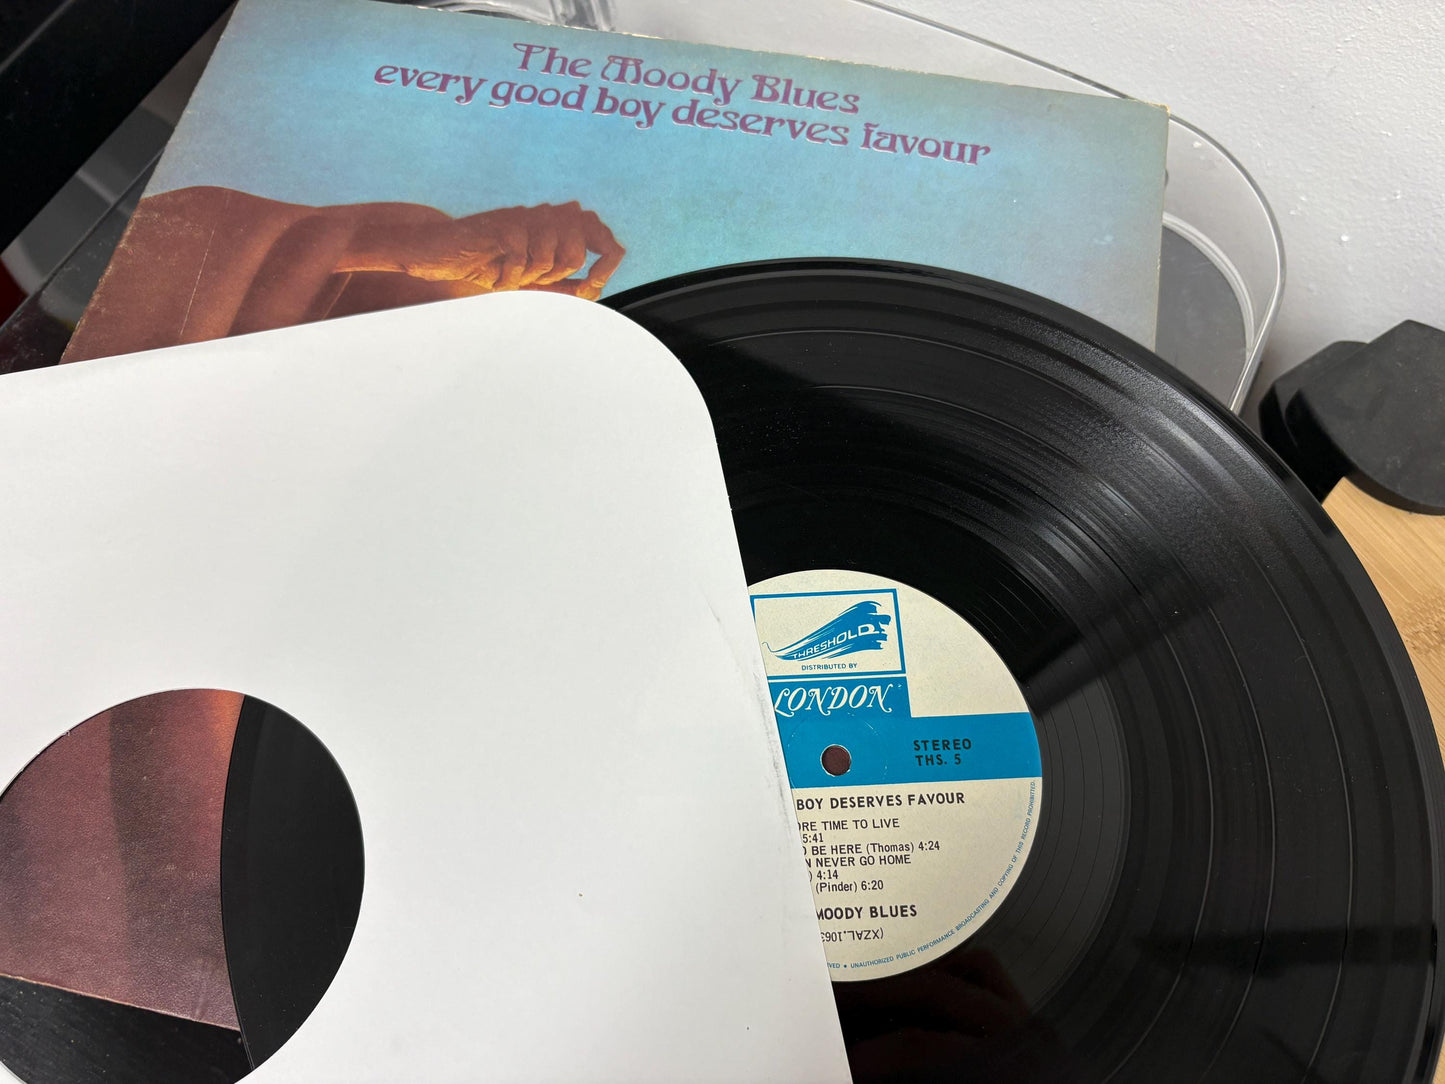 The Moody Blues
every good boy deserves favour
THRESHOLD
DISTRIBUTED BY
LONDON
STEREO
THS. 5
BOY DESERVES FAVOUR
TIME TO LIVE
5:41
BE HERE (Thomas) 4:24
NEVER GO HOME
) 4:14
(Pinder) 6:20
MOODY BLUES
(XZAL.1063
• UNAUTHORIZED PUBLIC PERFORMANCE BROADCASTING AND COPYING OF THIS RECORD PROHIBITED.